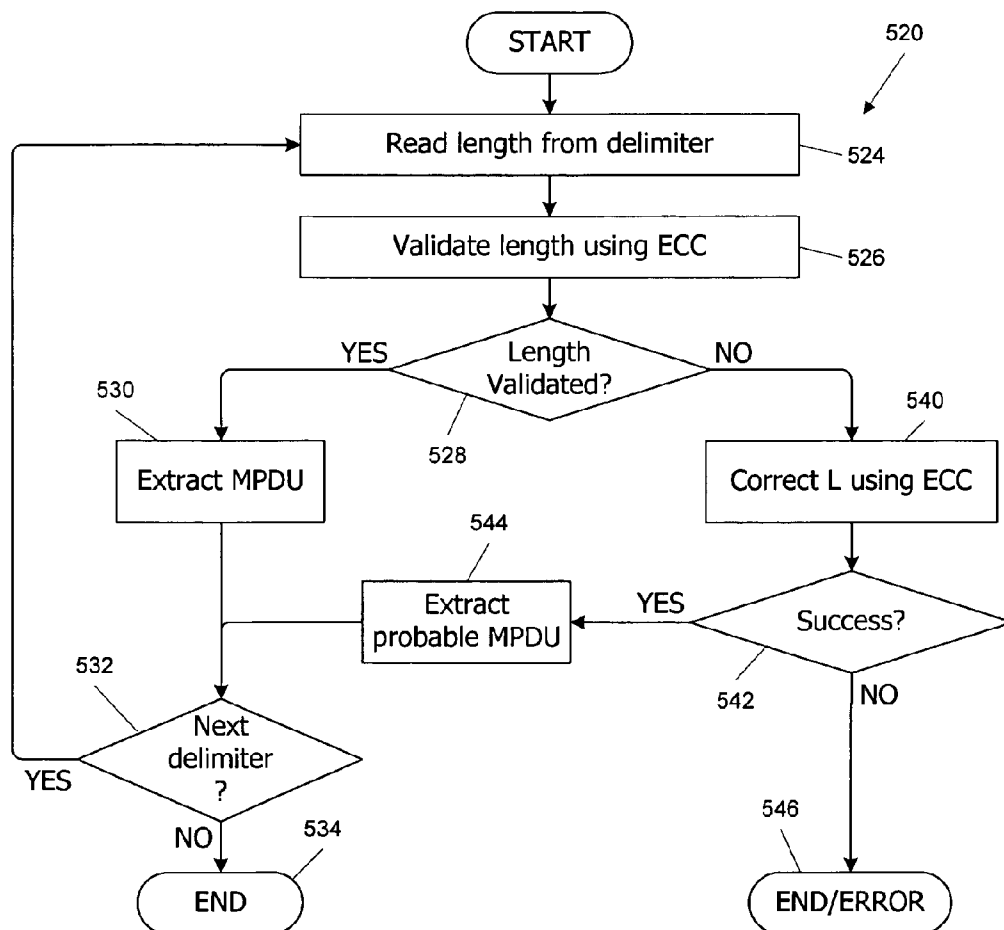 START
520
Read length from delimiter
524
Validate length using ECC
526
YES
Length
Validated?
NO
528
530
540
Extract MPDU
Correct L using ECC
544
Extract
probable MPDU
YES
Success?
542
NO
532
Next
delimiter
?
YES
NO
534
546
END
END/ERROR